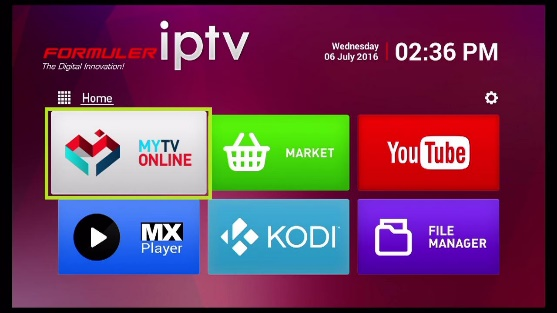 FORMULER iptv
The Digital Innovation!
Wednesday
06 July 2016
02:36 PM
Home
MYTV
ONLINE
MARKET
YouTube
MX
Player
KODI
FILE
MANAGER